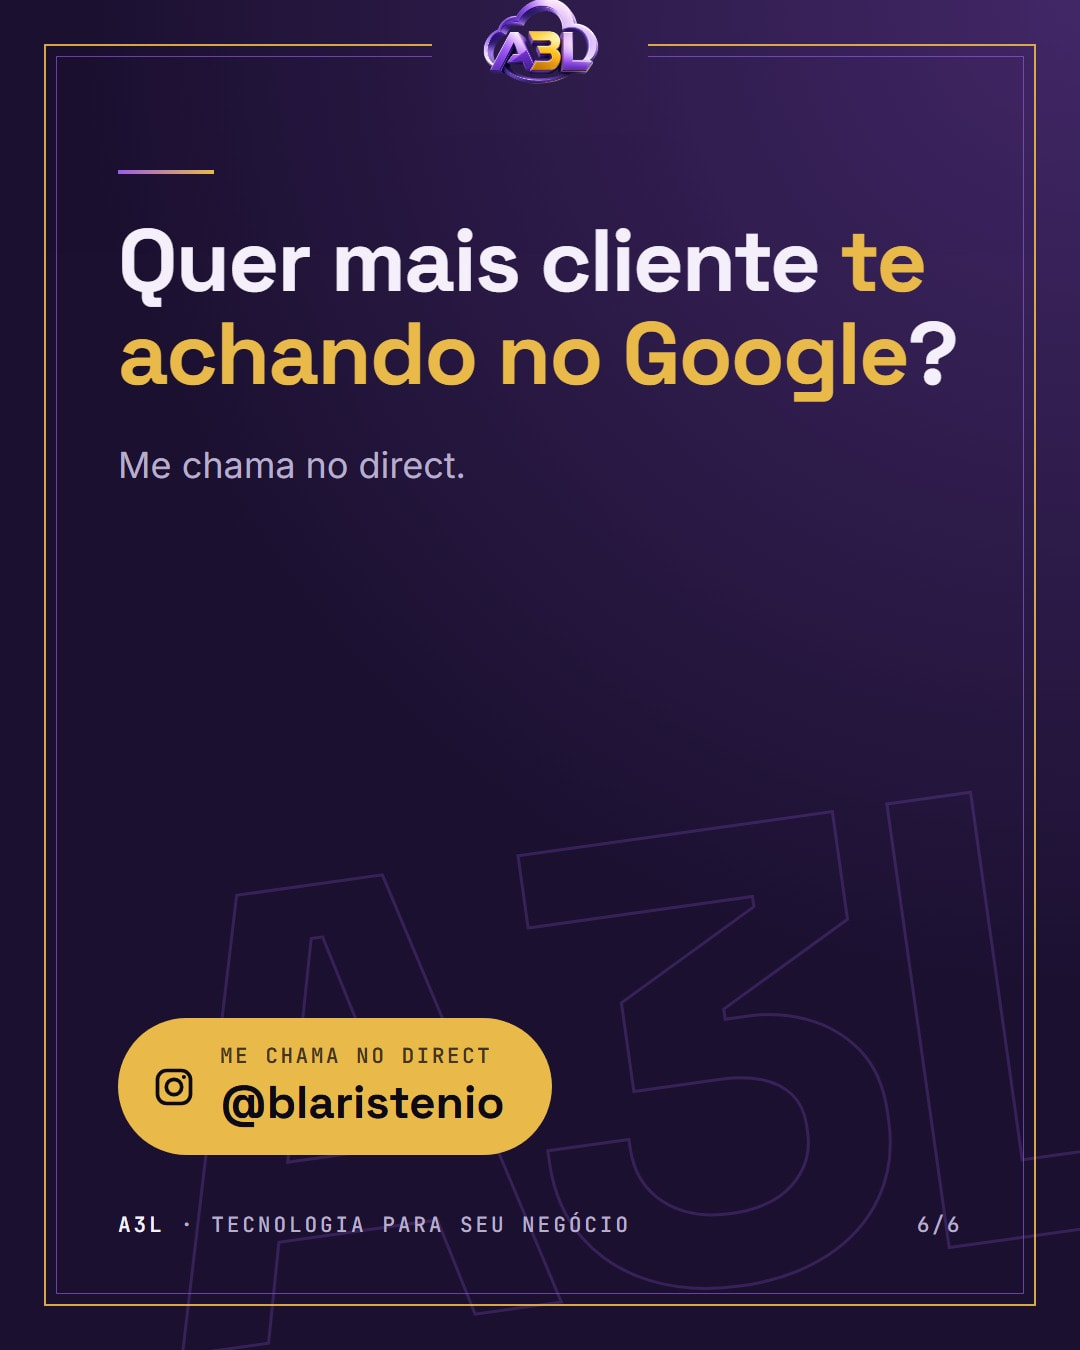 A3L
Quer mais cliente te
achando no Google?
Me chama no direct.
A3L
ME CHAMA NO DIRECT
@blaristenio
A3L · TECNOLOGIA PARA SEU NEGÓCIO
6/6